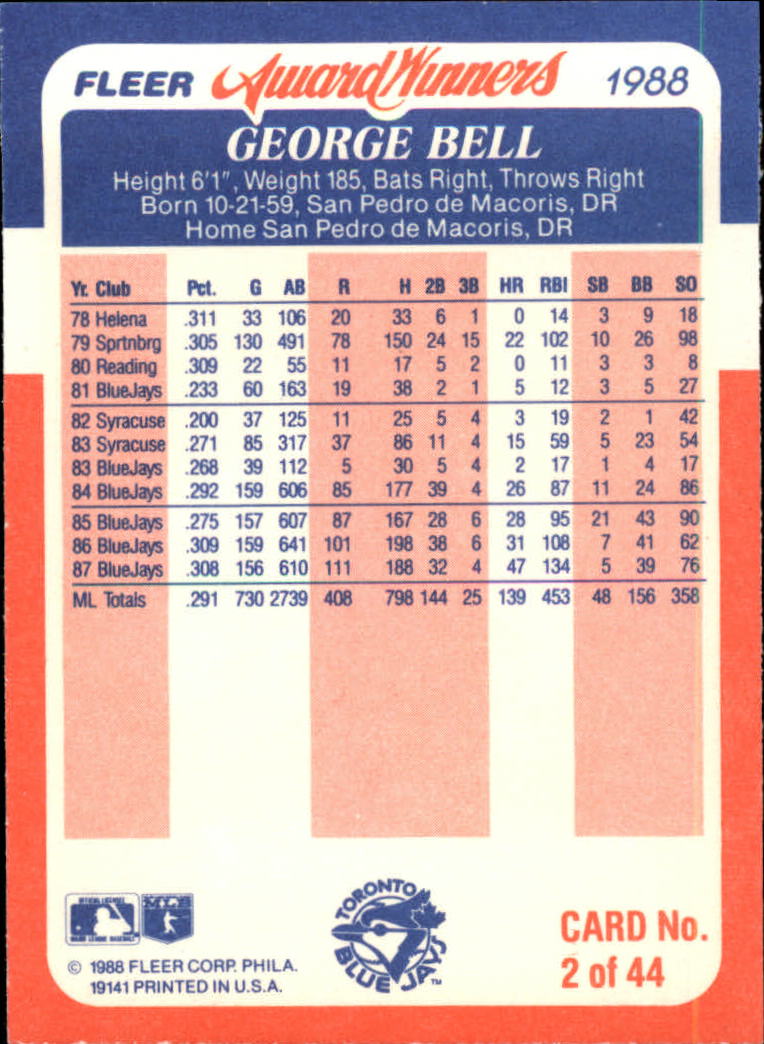 FLEER Award Winners 1988
GEORGE BELL
Height 6'1", Weight 185, Bats Right, Throws Right
Born 10-21-59, San Pedro de Macoris, DR
Home San Pedro de Macoris, DR
Yr. Club Pct. G AB R H 2B 3B HR RBI SB BB SO
78 Helena .311 33 106 20 33 6 1 0 14 3 9 18
79 Sprtnbrg .305 130 491 78 150 24 15 22 102 10 26 98
80 Reading .309 22 55 11 17 5 2 0 11 3 3 8
81 BlueJays .233 60 163 19 38 2 1 5 12 3 5 27
82 Syracuse .200 37 125 11 25 5 4 3 19 2 1 42
83 Syracuse .271 85 317 37 86 11 4 15 59 5 23 54
83 BlueJays .268 39 112 5 30 5 4 2 17 1 4 17
84 BlueJays .292 159 606 85 177 39 4 26 87 11 24 86
85 BlueJays .275 157 607 87 167 28 6 28 95 21 43 90
86 BlueJays .309 159 641 101 198 38 6 31 108 7 41 62
87 BlueJays .308 156 610 111 188 32 4 47 134 5 39 76
ML Totals .291 730 2739 408 798 144 25 139 453 48 156 358
TORONTO
BLUE JAYS
TM
MLB
CARD No.
2 of 44
© 1988 FLEER CORP. PHILA.
19141 PRINTED IN U.S.A.